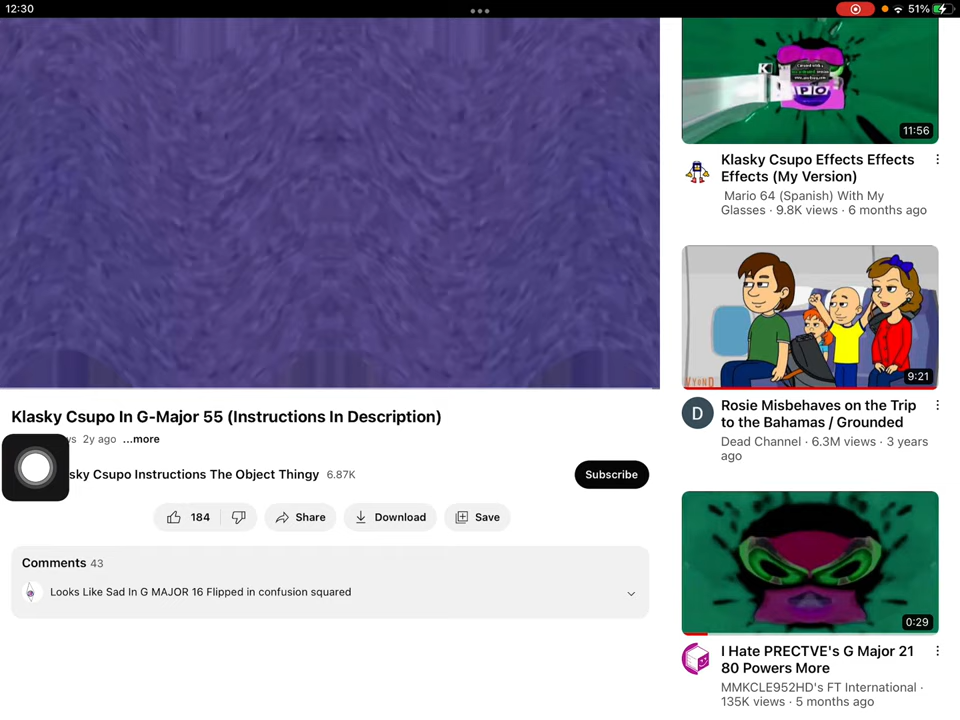 12:30
51%
Klasky Csupo In G-Major 55 (Instructions In Description)
ws 2y ago ...more
sky Csupo Instructions The Object Thingy 6.87K
Subscribe
184
Share
Download
Save
Comments 43
Looks Like Sad In G MAJOR 16 Flipped in confusion squared
K
P O
11:56
Klasky Csupo Effects Effects
Effects (My Version)
Mario 64 (Spanish) With My
Glasses · 9.8K views · 6 months ago
VYOND
9:21
D
Rosie Misbehaves on the Trip
to the Bahamas / Grounded
Dead Channel · 6.3M views · 3 years
ago
0:29
I Hate PRECTVE's G Major 21
80 Powers More
MMKCLE952HD's FT International ·
135K views · 5 months ago